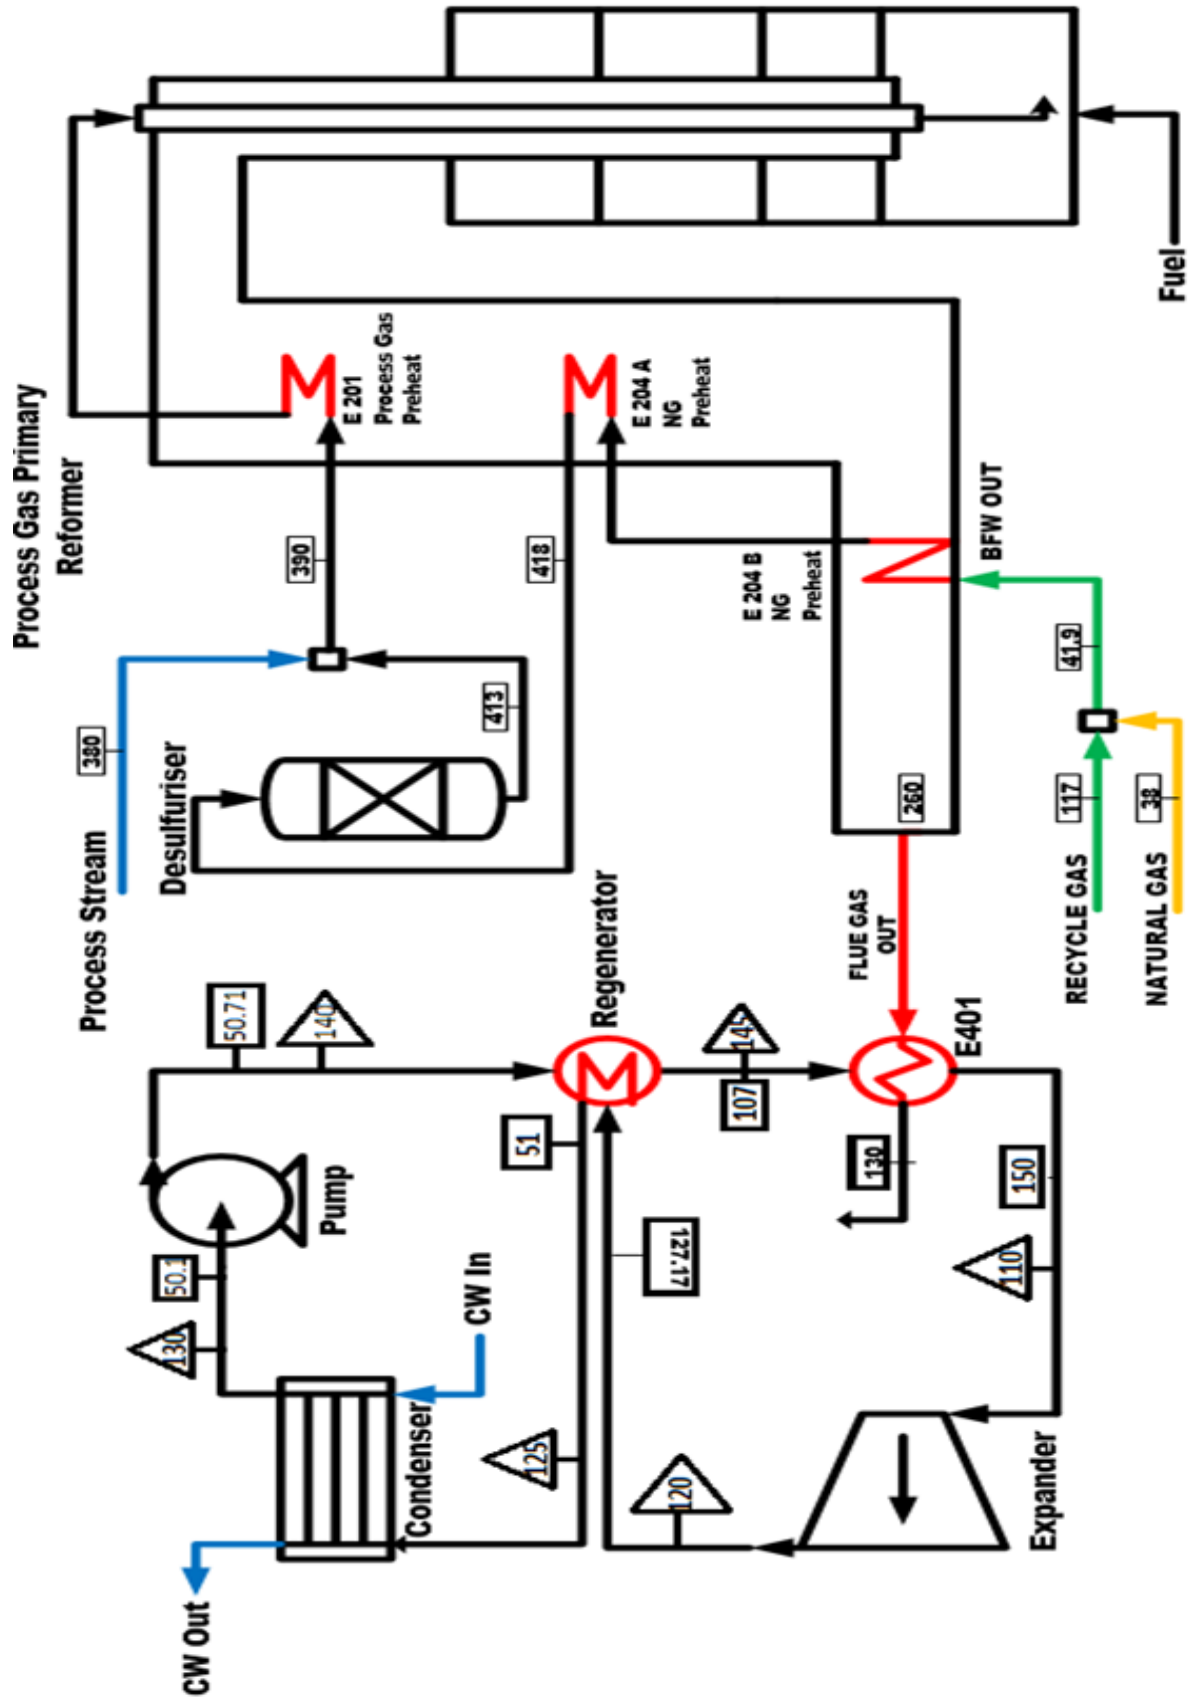 Process Gas Primary
Reformer
Process Stream
380
Desulfuriser
413
390
418
E 201
Process Gas
Preheat
E 204 A
NG
Preheat
E 204 B
NG
Preheat
BFW OUT
Fuel
41.9
117
38
RECYCLE GAS
NATURAL GAS
260
FLUE GAS
OUT
E401
Regenerator
50.71
140
145
107
51
130
150
110
127.17
Pump
50.1
130
CW In
CW Out
Condenser
125
120
Expander